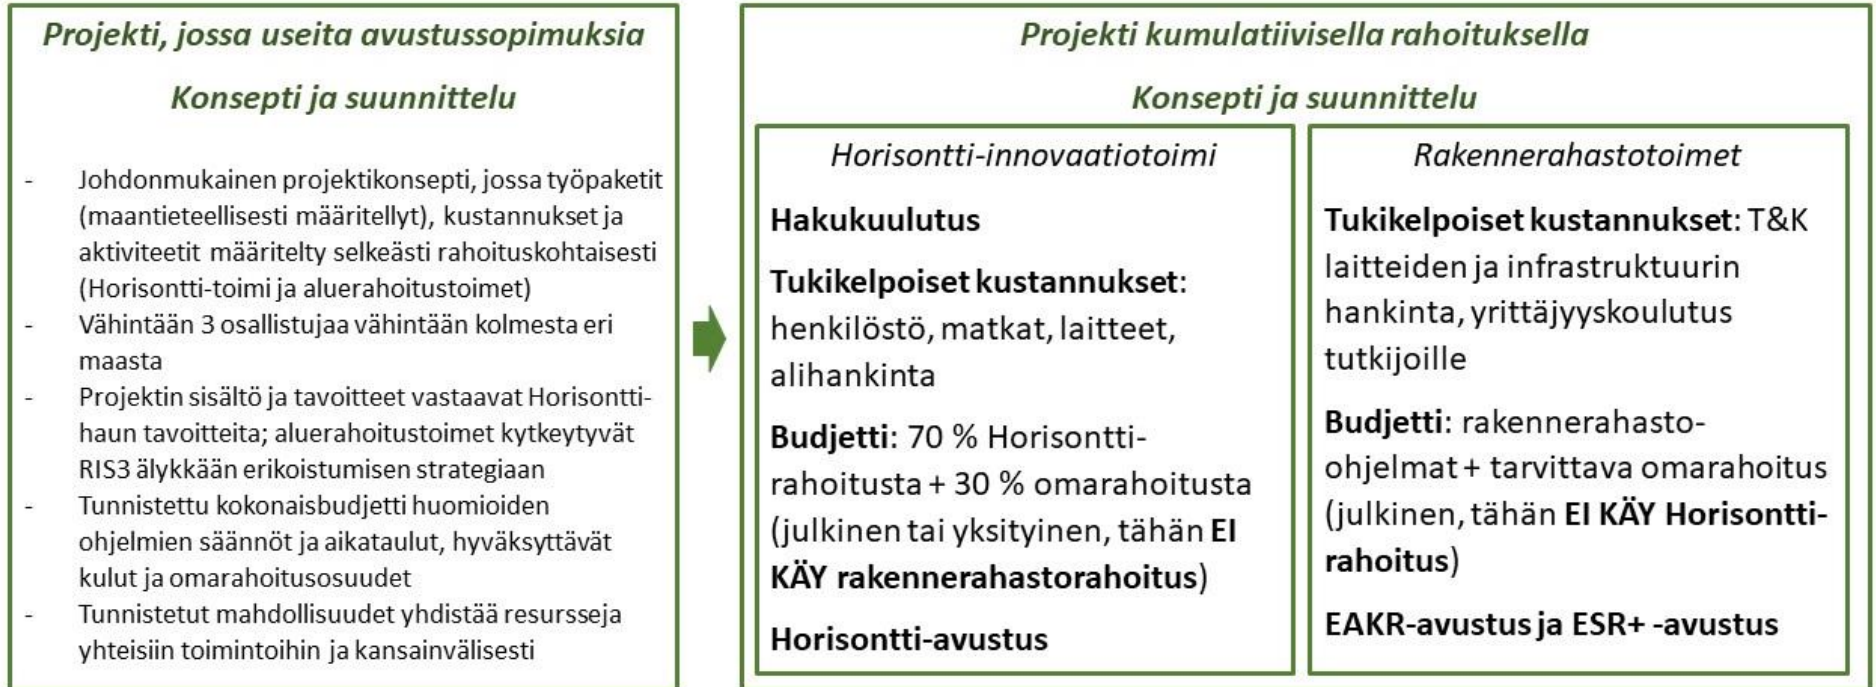 Projekti, jossa useita avustussopimuksia
Konsepti ja suunnittelu
- Johdonmukainen projektikonsepti, jossa työpaketit
(maantieteellisesti määritellyt), kustannukset ja
aktiviteetit määritelty selkeästi rahoituskohtaisesti
(Horisontti-toimi ja aluerahoitustoimet)
- Vähintään 3 osallistujaa vähintään kolmesta eri
maasta
- Projektin sisältö ja tavoitteet vastaavat Horisontti-
haun tavoitteita; aluerahoitustoimet kytkeytyvät
RIS3 älykkään erikoistumisen strategiaan
- Tunnistettu kokonaisbudjetti huomioiden
ohjelmien säännöt ja aikataulut, hyväksyttävät
kulut ja omarahoitusosuudet
- Tunnistetut mahdollisuudet yhdistää resursseja
yhteisiin toimintoihin ja kansainvälisesti
Projekti kumulatiivisella rahoituksella
Konsepti ja suunnittelu
Horisontti-innovaatiotoimi
Hakukuulutus
Tukikelpoiset kustannukset:
henkilöstö, matkat, laitteet,
alihankinta
Budjetti: 70 % Horisontti-
rahoitusta + 30 % omarahoitusta
(julkinen tai yksityinen, tähän EI
KÄY rakennerahastorahoitus)
Horisontti-avustus
Rakennerahastotoimet
Tukikelpoiset kustannukset: T&K
laitteiden ja infrastruktuurin
hankinta, yrittäjyyskoulutus
tutkijoille
Budjetti: rakennerahasto-
ohjelmat + tarvittava omarahoitus
(julkinen, tähän EI KÄY Horisontti-
rahoitus)
EAKR-avustus ja ESR+ -avustus